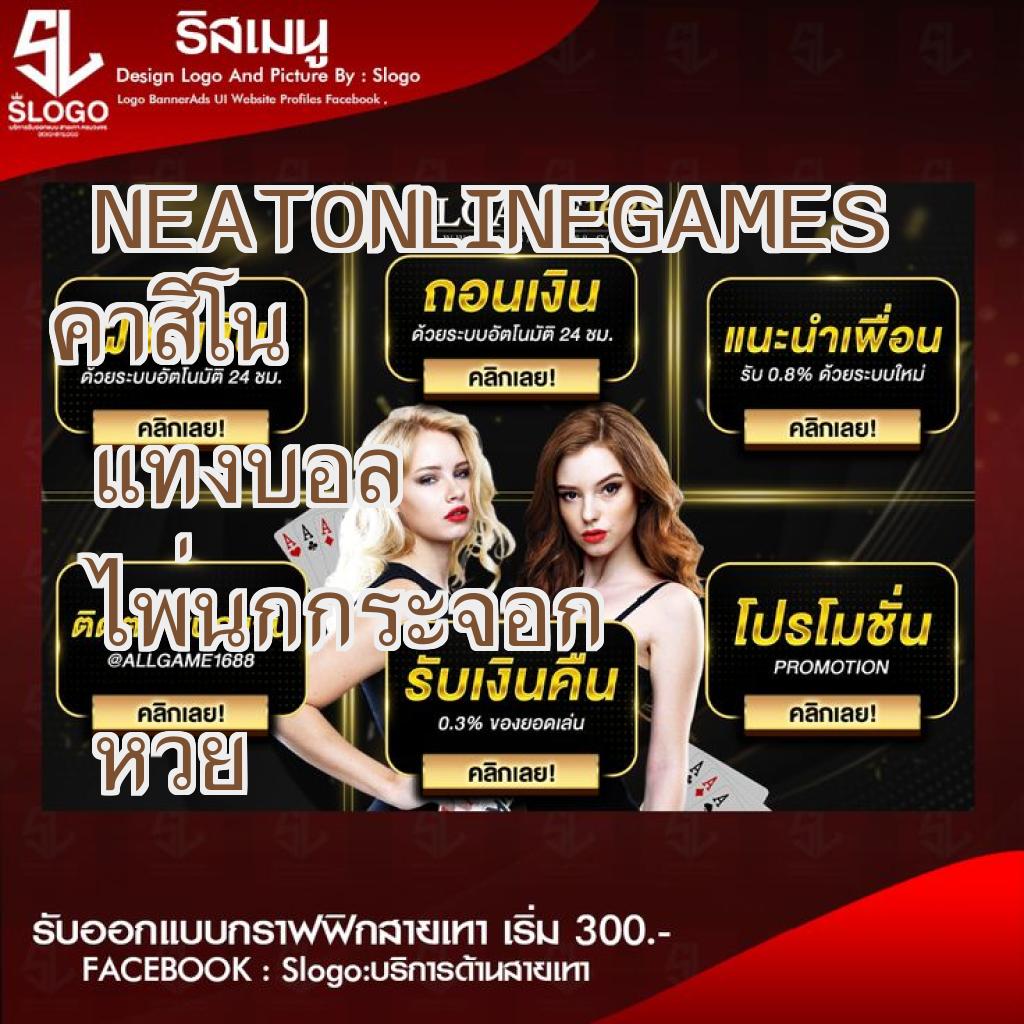 ริสเมนู
Design Logo And Picture By : Slogo
Logo BannerAds UI Website Profiles Facebook .
SLOGO
NEATONLINEGAMES
คาสิโน
ด้วยระบบอัตโนมัติ 24 ชม.
คลิกเลย!
ถอนเงิน
ด้วยระบบอัตโนมัติ 24 ชม.
คลิกเลย!
แนะนำเพื่อน
รับ 0.8% ด้วยระบบใหม่
คลิกเลย!
แทงบอล
ไพ่นกกระจอก
@ALLGAME1688
คลิกเลย!
หวย
รับเงินคืน
0.3% ของยอดเล่น
คลิกเลย!
โปรโมชั่น
PROMOTION
คลิกเลย!
รับออกแบบกราฟฟิกสายเทา เริ่ม 300.-
FACEBOOK : Slogo:บริการด้านสายเทา